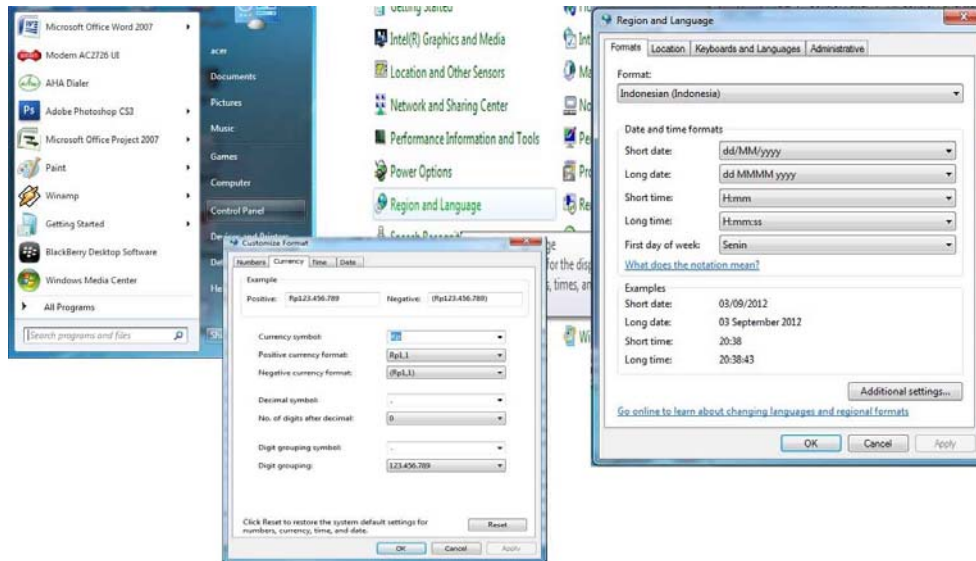 Microsoft Office Word 2007
Modem AC2726 UI
AHA Dialer
Adobe Photoshop CS3
Microsoft Office Project 2007
Paint
Winamp
Getting Started
BlackBerry Desktop Software
Windows Media Center
All Programs
Search programs and files
acer
Documents
Pictures
Music
Games
Computer
Control Panel
Devices and Printers
Getting Started
Intel(R) Graphics and Media
Location and Other Sensors
Network and Sharing Center
Performance Information and Tools
Power Options
Region and Language
Customize Format
Numbers Currency Time Date
Example
Positive: Rp123.456.789 Negative: (Rp123.456.789)
Currency symbol: Rp
Positive currency format: Rp1,1
Negative currency format: (Rp1,1)
Decimal symbol:
No. of digits after decimal: 0
Digit grouping symbol: .
Digit grouping: 123.456.789
Click Reset to restore the system default settings for
numbers, currency, time, and date.
Reset
OK Cancel Apply
Region and Language
Formats Location Keyboards and Languages Administrative
Format:
Indonesian (Indonesia)
Date and time formats
Short date: dd/MM/yyyy
Long date: dd MMMM yyyy
Short time: H:mm
Long time: H:mm:ss
First day of week: Senin
What does the notation mean?
Examples
Short date: 03/09/2012
Long date: 03 September 2012
Short time: 20:38
Long time: 20:38:43
Additional settings...
Go online to learn about changing languages and regional formats
OK Cancel Apply